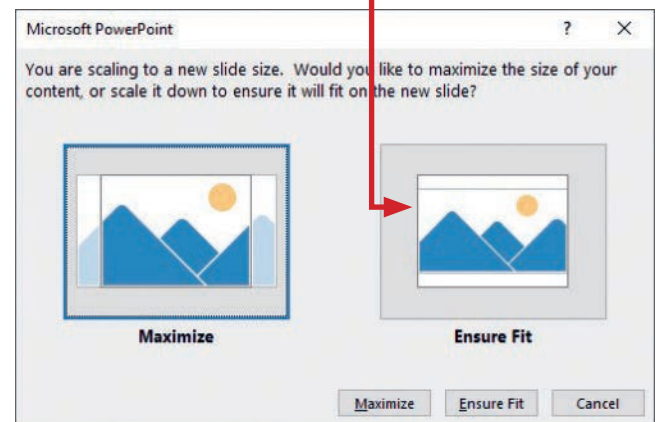 Microsoft PowerPoint
You are scaling to a new slide size. Would you like to maximize the size of your
content, or scale it down to ensure it will fit on the new slide?
Maximize
Ensure Fit
Maximize
Ensure Fit
Cancel